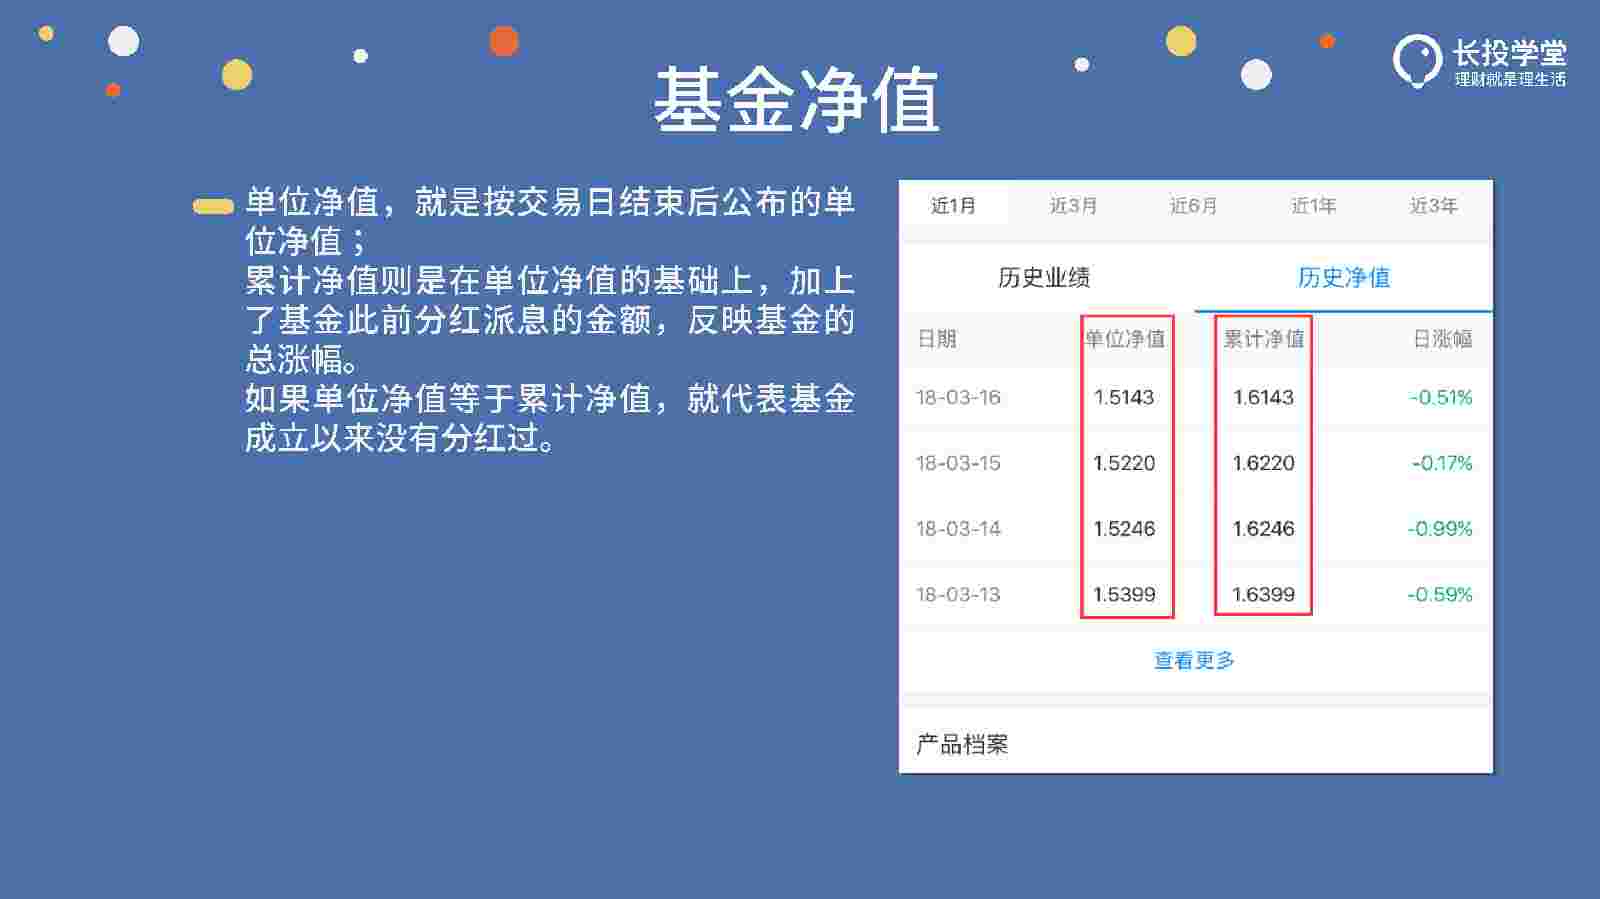 长投学堂
理财就是理生活
基金净值
单位净值，就是按交易日结束后公布的单
位净值；
累计净值则是在单位净值的基础上，加上
了基金此前分红派息的金额，反映基金的
总涨幅。
如果单位净值等于累计净值，就代表基金
成立以来没有分红过。
近1月 近3月 近6月 近1年 近3年
历史业绩 历史净值
日期 单位净值 累计净值 日涨幅
18-03-16 1.5143 1.6143 -0.51%
18-03-15 1.5220 1.6220 -0.17%
18-03-14 1.5246 1.6246 -0.99%
18-03-13 1.5399 1.6399 -0.59%
查看更多
产品档案